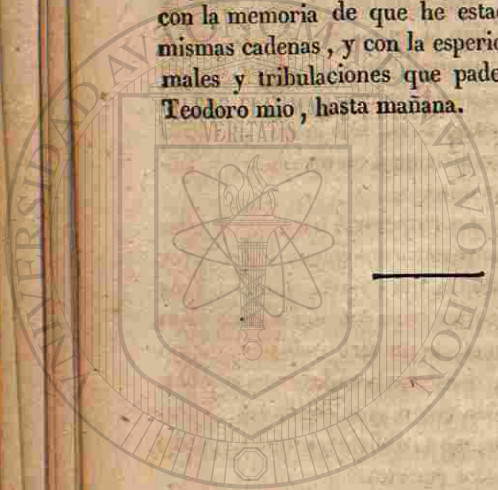 con la memoria de que he esta
mismas cadenas, y con la esperi
males y tribulaciones que pade
Teodoro mio, hasta mañana.
VERITATIS